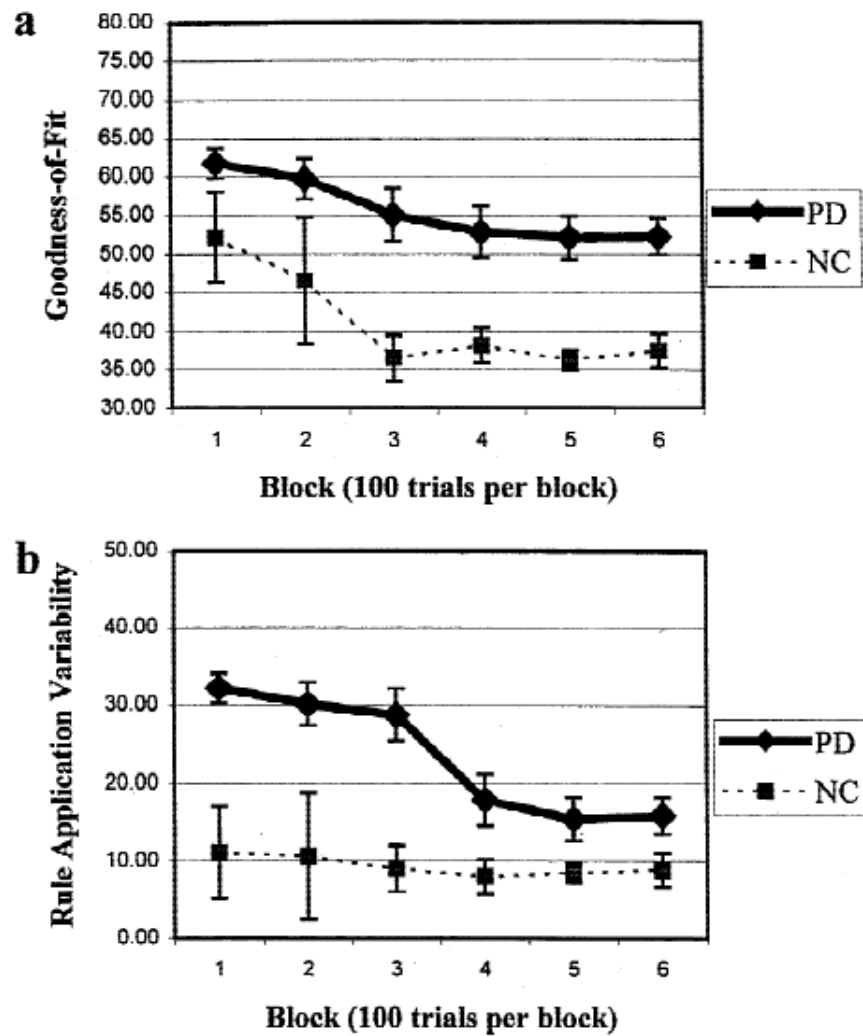 a
Goodness-of-Fit
80.00
75.00
70.00
65.00
60.00
55.00
50.00
45.00
40.00
35.00
30.00
1 2 3 4 5 6
Block (100 trials per block)
PD
NC
b
Rule Application Variability
50.00
40.00
30.00
20.00
10.00
0.00
1 2 3 4 5 6
Block (100 trials per block)
PD
NC